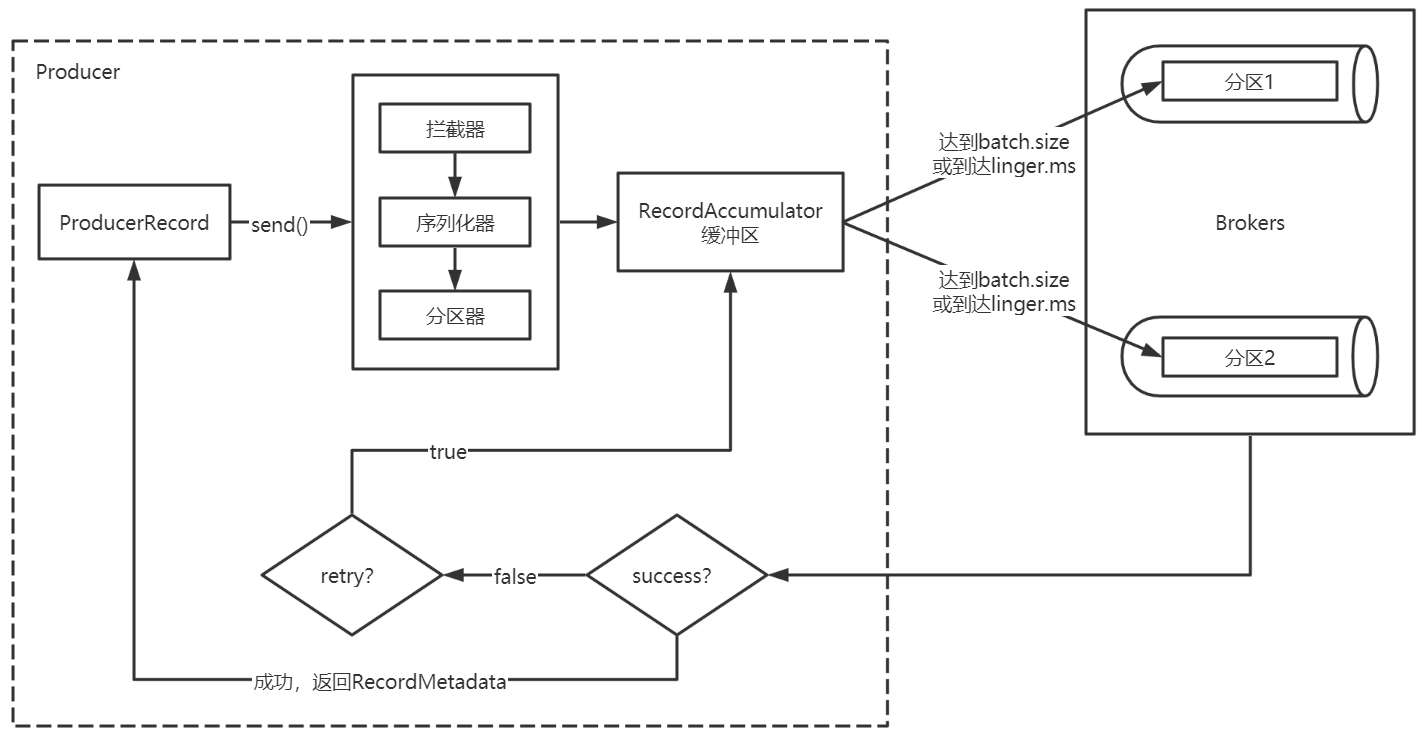 Producer
ProducerRecord
send()
拦截器
序列化器
分区器
RecordAccumulator
缓冲区
达到batch.size
或到达linger.ms
达到batch.size
或到达linger.ms
分区1
Brokers
分区2
true
retry?
false
success?
成功，返回RecordMetadata